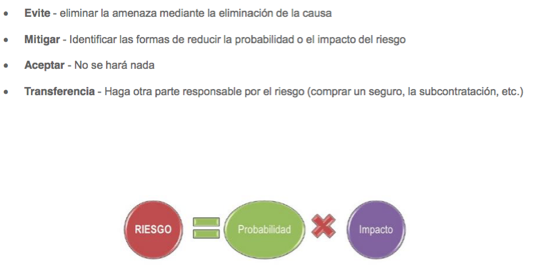 • Evite - eliminar la amenaza mediante la eliminación de la causa
• Mitigar - Identificar las formas de reducir la probabilidad o el impacto del riesgo
• Aceptar - No se hará nada
• Transferencia - Haga otra parte responsable por el riesgo (comprar un seguro, la subcontratación, etc.)
RIESGO = Probabilidad × Impacto